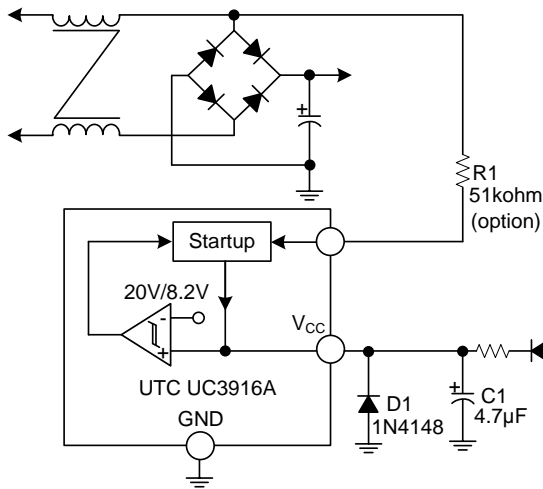 R1
51kohm
(option)
Startup
20V/8.2V
-
+
VCC
UTC UC3916A
GND
D1
1N4148
+
C1
4.7µF
+